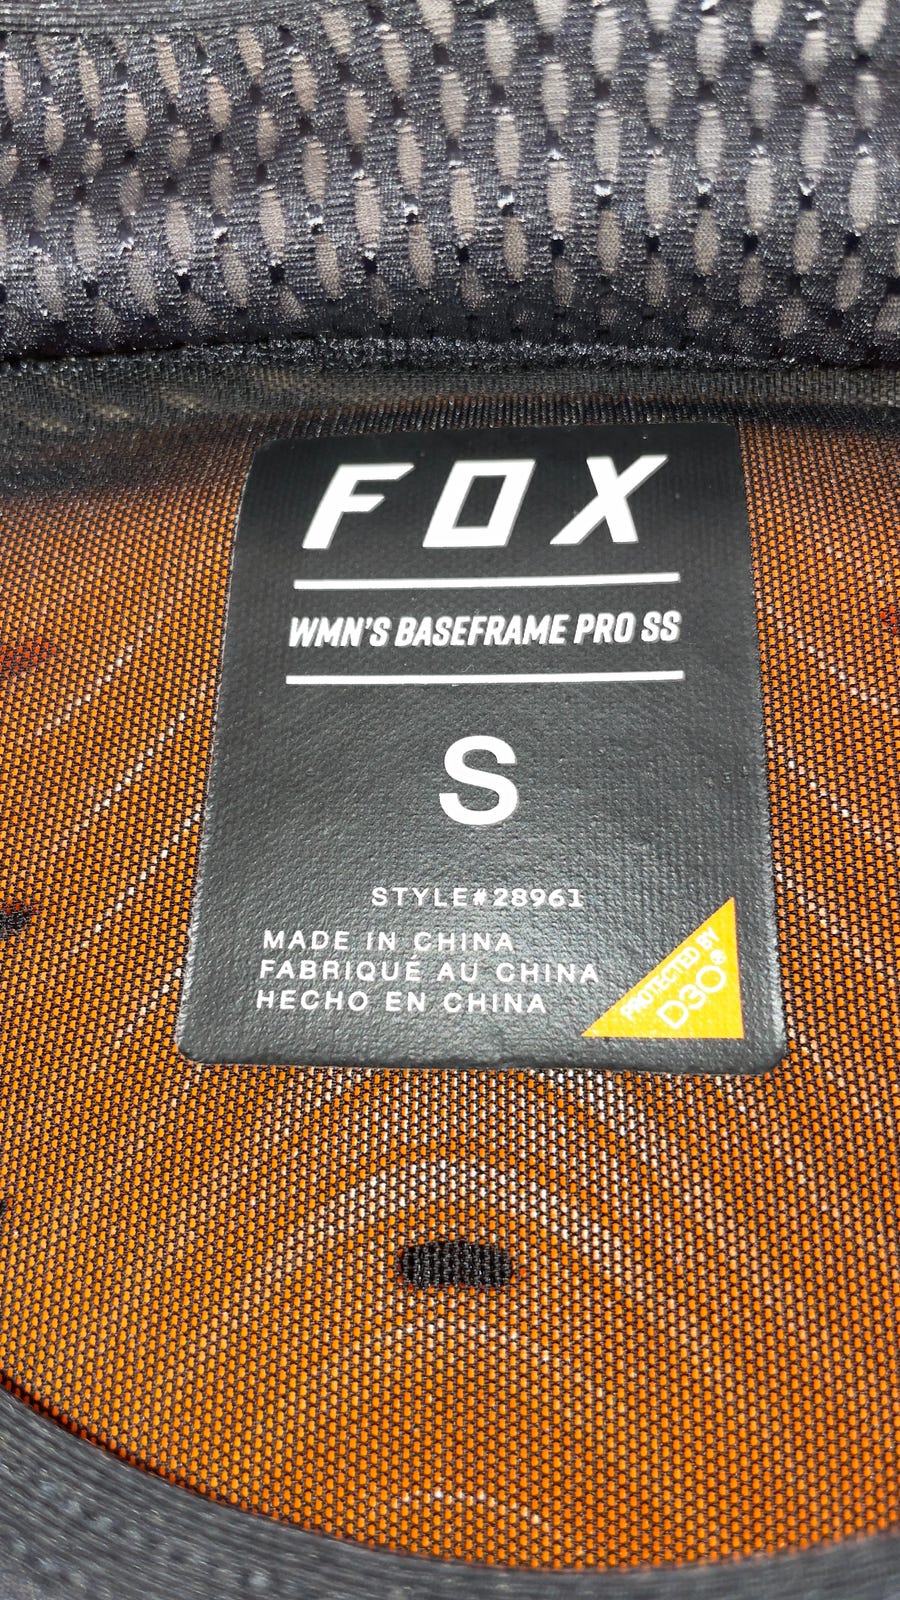 FOX
WMN'S BASEFRAME PRO SS
S
STYLE#28961
MADE IN CHINA
FABRIQUÉ AU CHINA
HECHO EN CHINA
PROTECTED BY
D3O®